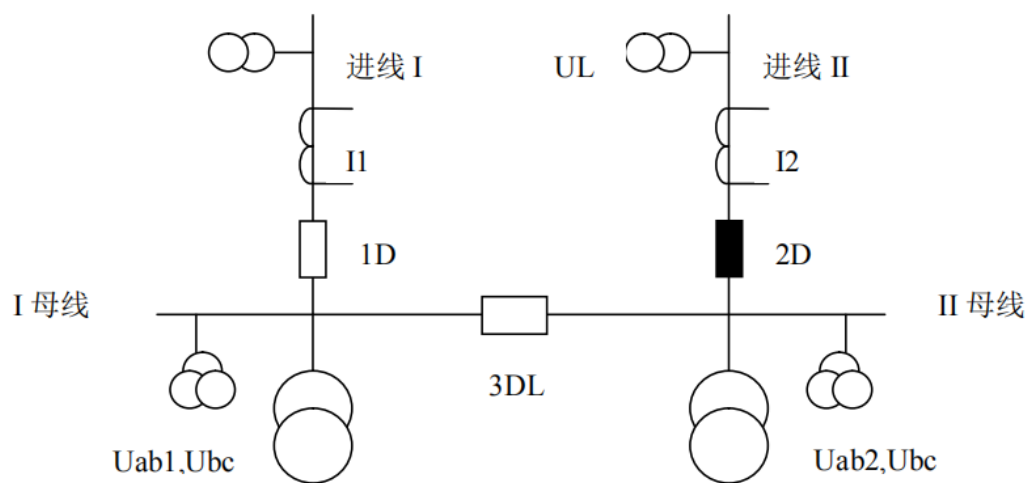 进线 I
UL
进线 II
I1
I2
1D
2D
I 母线
II 母线
3DL
Uab1,Ubc
Uab2,Ubc